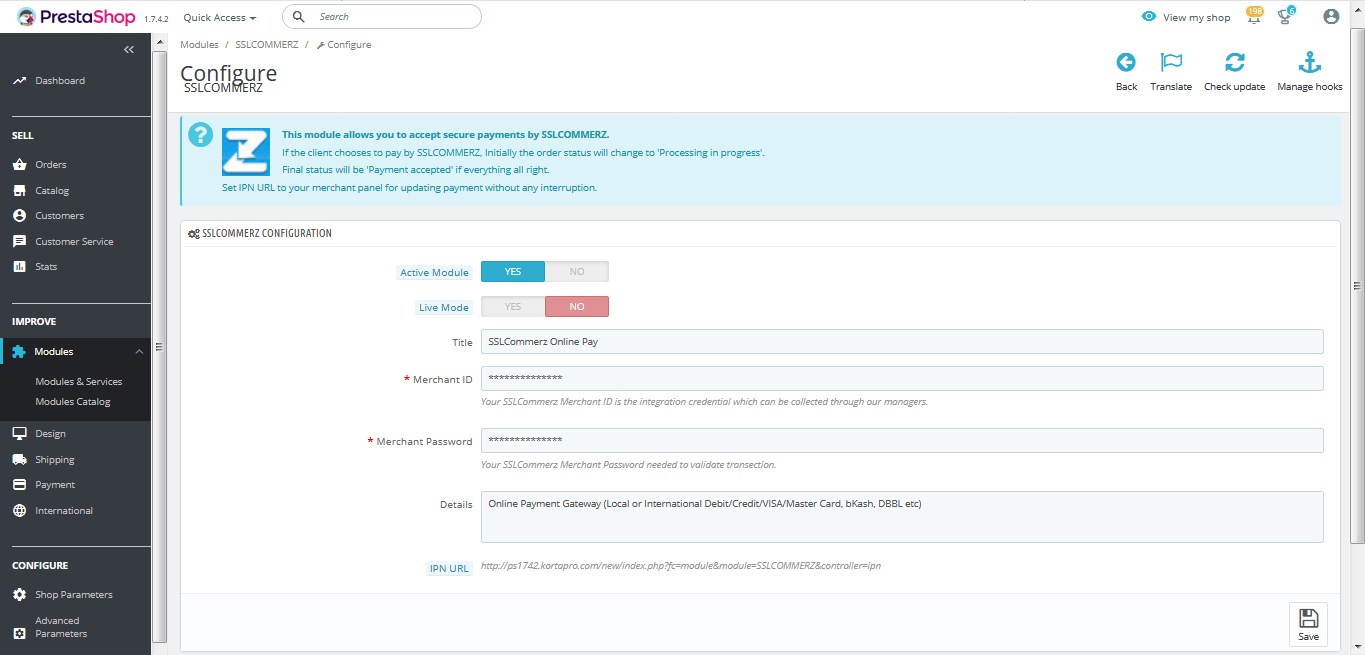 PrestaShop 1.7.4.2 Quick Access Search View my shop 198 6
Modules / SSLCOMMERZ / Configure
Configure
SSLCOMMERZ
Back Translate Check update Manage hooks
Dashboard
SELL
Orders
Catalog
Customers
Customer Service
Stats
IMPROVE
Modules
Modules & Services
Modules Catalog
Design
Shipping
Payment
International
CONFIGURE
Shop Parameters
Advanced
Parameters
?
This module allows you to accept secure payments by SSLCOMMERZ.
If the client chooses to pay by SSLCOMMERZ, Initially the order status will change to 'Processing in progress'.
Final status will be 'Payment accepted' if everything all right.
Set IPN URL to your merchant panel for updating payment without any interruption.
SSLCOMMERZ CONFIGURATION
Active Module YES NO
Live Mode YES NO
Title SSLCommerz Online Pay
* Merchant ID **************
Your SSLCommerz Merchant ID is the integration credential which can be collected through our managers.
* Merchant Password **************
Your SSLCommerz Merchant Password needed to validate transection.
Details Online Payment Gateway (Local or International Debit/Credit/VISA/Master Card, bKash, DBBL etc)
IPN URL http://ps1742.kortapro.com/new/index.php?fc=module&module=SSLCOMMERZ&controller=ipn
Save